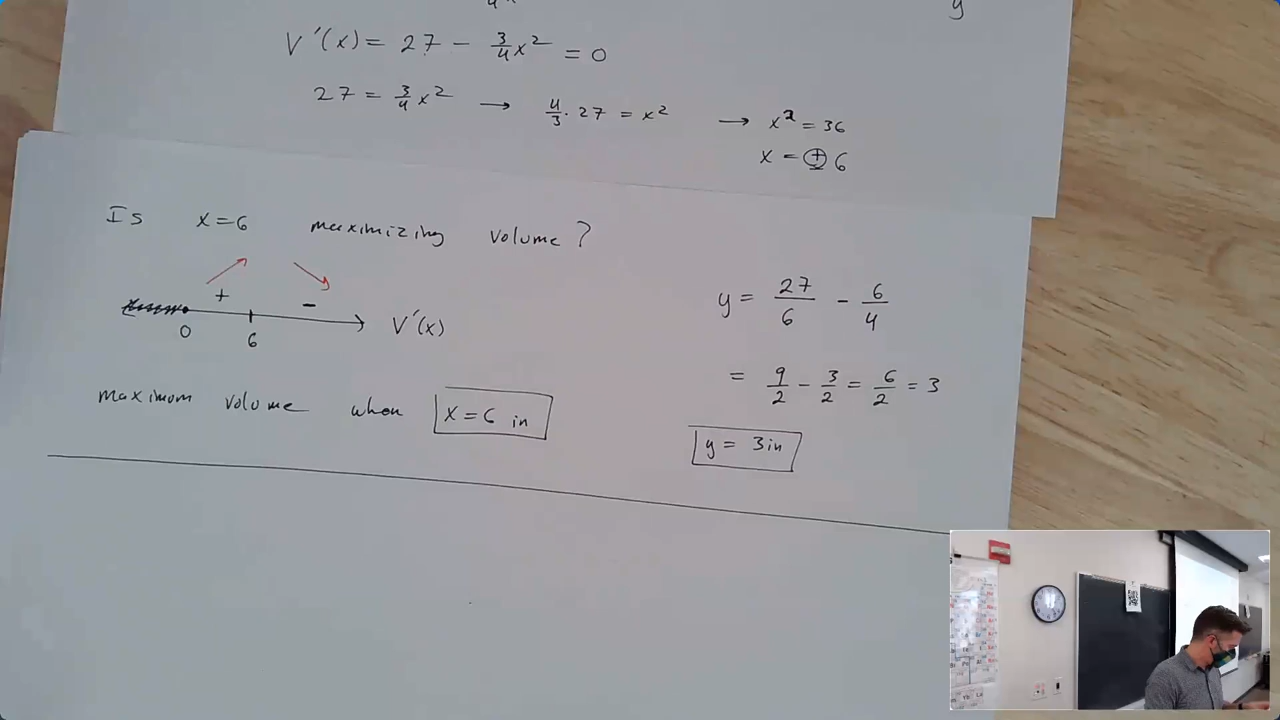 y
V'(x) = 27 - 3/4 x² = 0
27 = 3/4 x² → 4/3 · 27 = x² → x² = 36
x = ± 6
Is x=6 maximizing volume?
+ -
0 6 V'(x)
maximum volume when x=6 in
y = 27/6 - 6/4
= 9/2 - 3/2 = 6/2 = 3
y = 3in